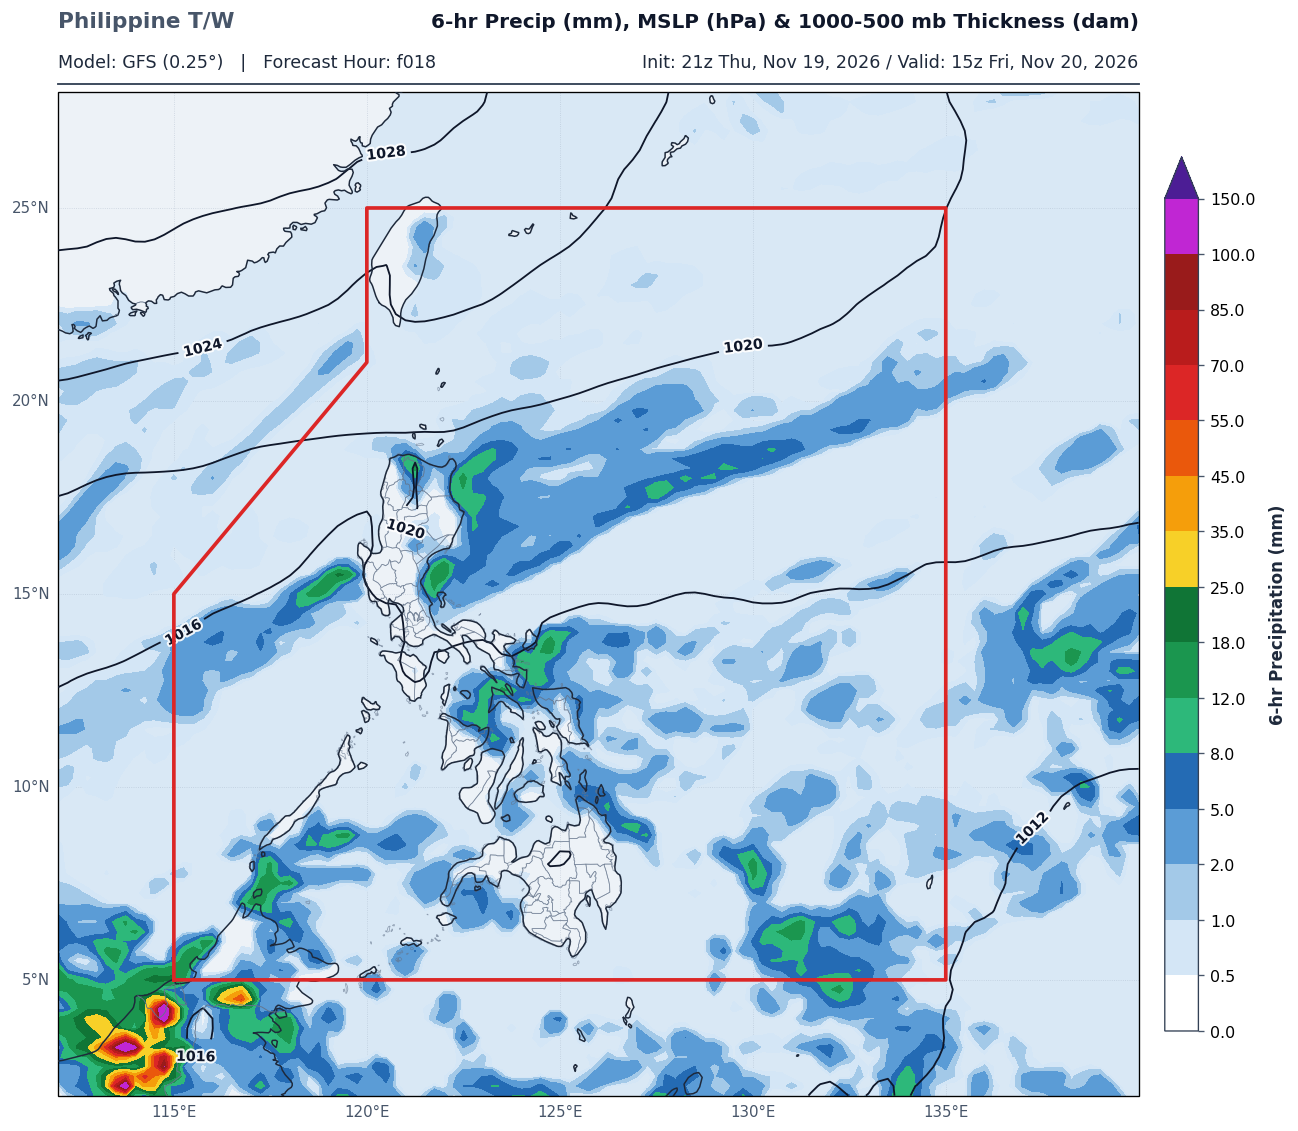 Philippine T/W
6-hr Precip (mm), MSLP (hPa) & 1000-500 mb Thickness (dam)
Model: GFS (0.25°) | Forecast Hour: f018
Init: 21z Thu, Nov 19, 2026 / Valid: 15z Fri, Nov 20, 2026
1028
1024
1020
1020
1016
1012
1016
25°N
20°N
15°N
10°N
5°N
115°E
120°E
125°E
130°E
135°E
150.0
100.0
85.0
70.0
55.0
45.0
35.0
25.0
18.0
12.0
8.0
5.0
2.0
1.0
0.5
0.0
6-hr Precipitation (mm)